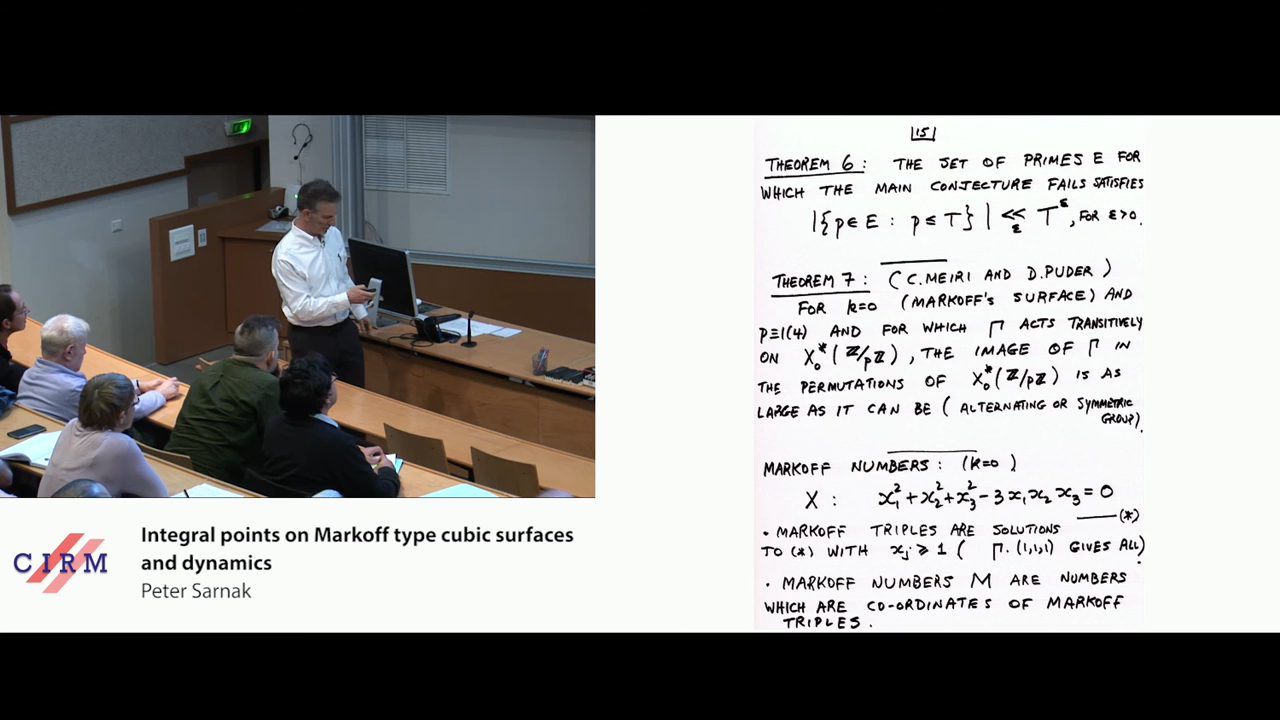 15
THEOREM 6 : THE SET OF PRIMES E FOR
WHICH THE MAIN CONJECTURE FAILS SATISFIES
|{p∈E : p≤T}| ≪_ε T^ε, FOR ε>0.
THEOREM 7 : (C.MEIRI AND D.PUDER)
FOR k=0 (MARKOFF'S SURFACE) AND
P≡1(4) AND FOR WHICH Γ ACTS TRANSITIVELY
ON X₀*(ℤ/pℤ), THE IMAGE OF Γ IN
THE PERMUTATIONS OF X₀*(ℤ/pℤ) IS AS
LARGE AS IT CAN BE (ALTERNATING OR SYMMETRIC
GROUP).
MARKOFF NUMBERS : (k=0)
X : x₁²+x₂²+x₃²-3x₁x₂x₃=0
(*)
• MARKOFF TRIPLES ARE SOLUTIONS
TO (*) WITH xⱼ ≥ 1 ( Γ.(1,1,1) GIVES ALL).
• MARKOFF NUMBERS M ARE NUMBERS
WHICH ARE CO-ORDINATES OF MARKOFF
TRIPLES.
CIRM
Integral points on Markoff type cubic surfaces
and dynamics
Peter Sarnak